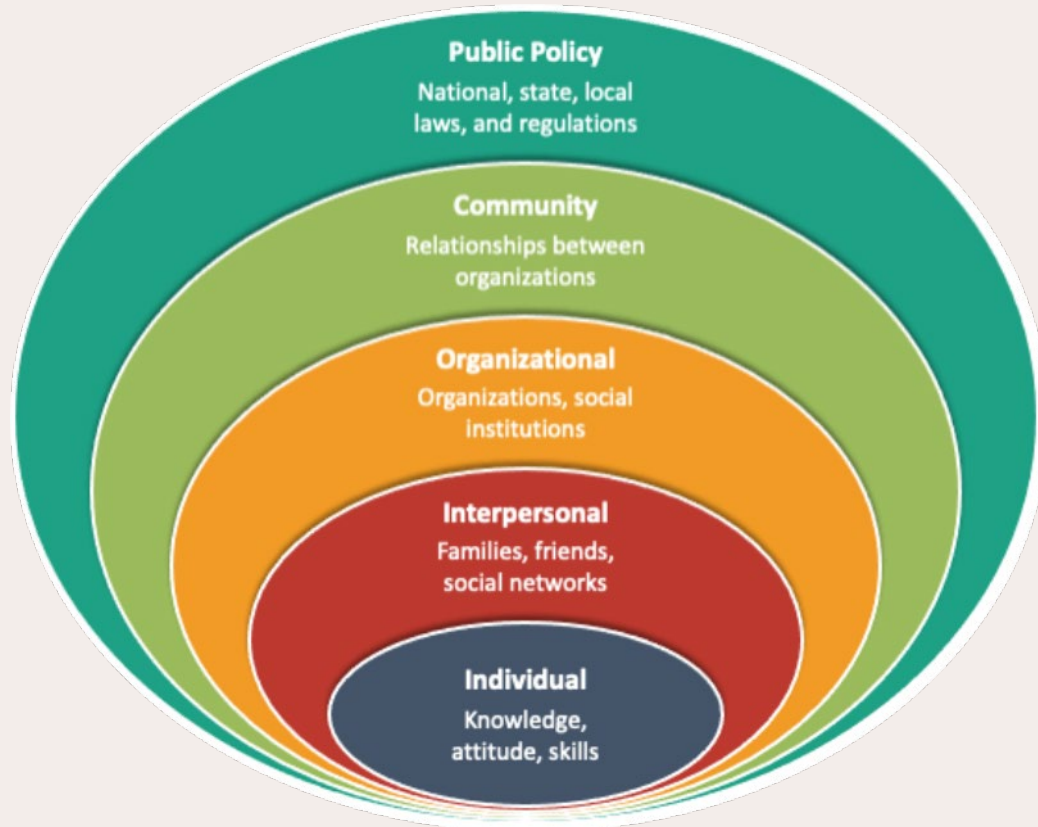 Public Policy
National, state, local
laws, and regulations
Community
Relationships between
organizations
Organizational
Organizations, social
institutions
Interpersonal
Families, friends,
social networks
Individual
Knowledge,
attitude, skills